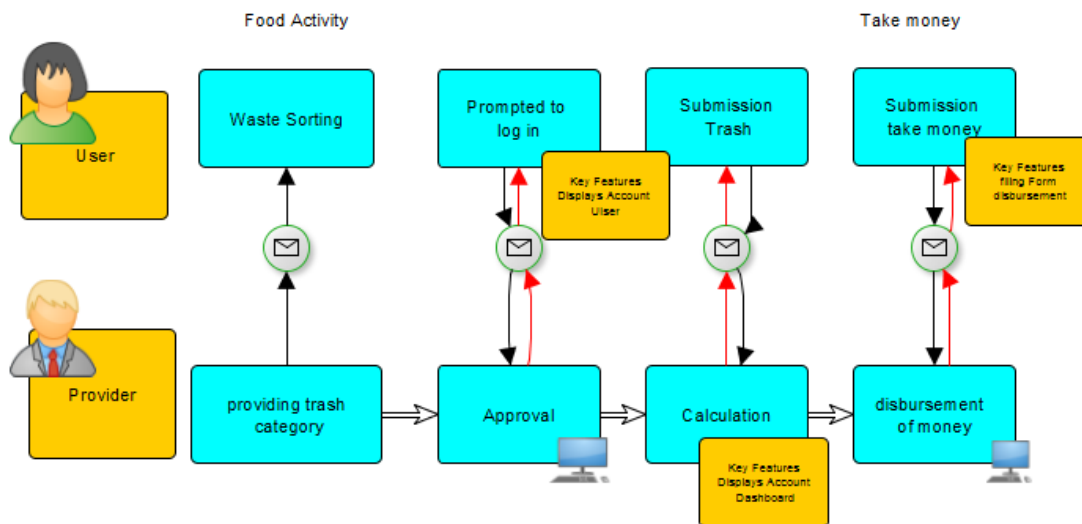 Food Activity
Take money
User
Waste Sorting
Prompted to
log in
Submission
Trash
Submission
take money
Key Features
Displays Account
UIser
Key Features
filing Form
disbursement
Provider
providing trash
category
Approval
Calculation
disbursement
of money
Key Features
Displays Account
Dashboard